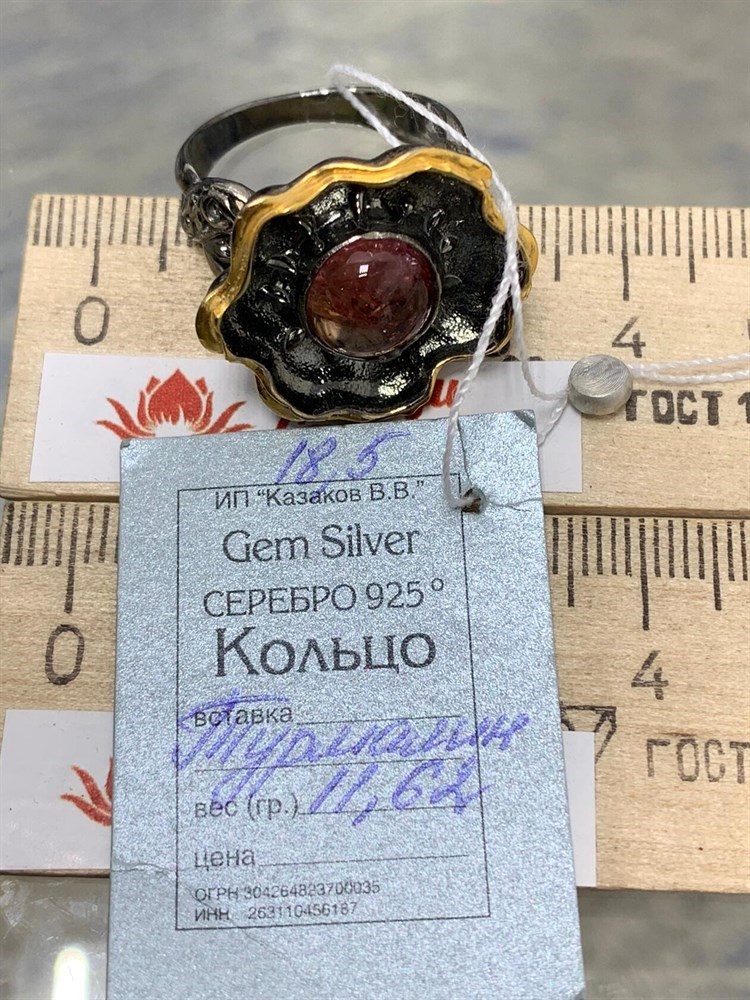 0
4
ГОСТ 1
18,5
ИП "Казаков В.В."
Gem Silver
СЕРЕБРО 925°
Кольцо
вставка
Турмалин
вес (гр.) 11,62
цена
ОГРН 304264823700035
ИНН 263110456187
0
4
ГОСТ